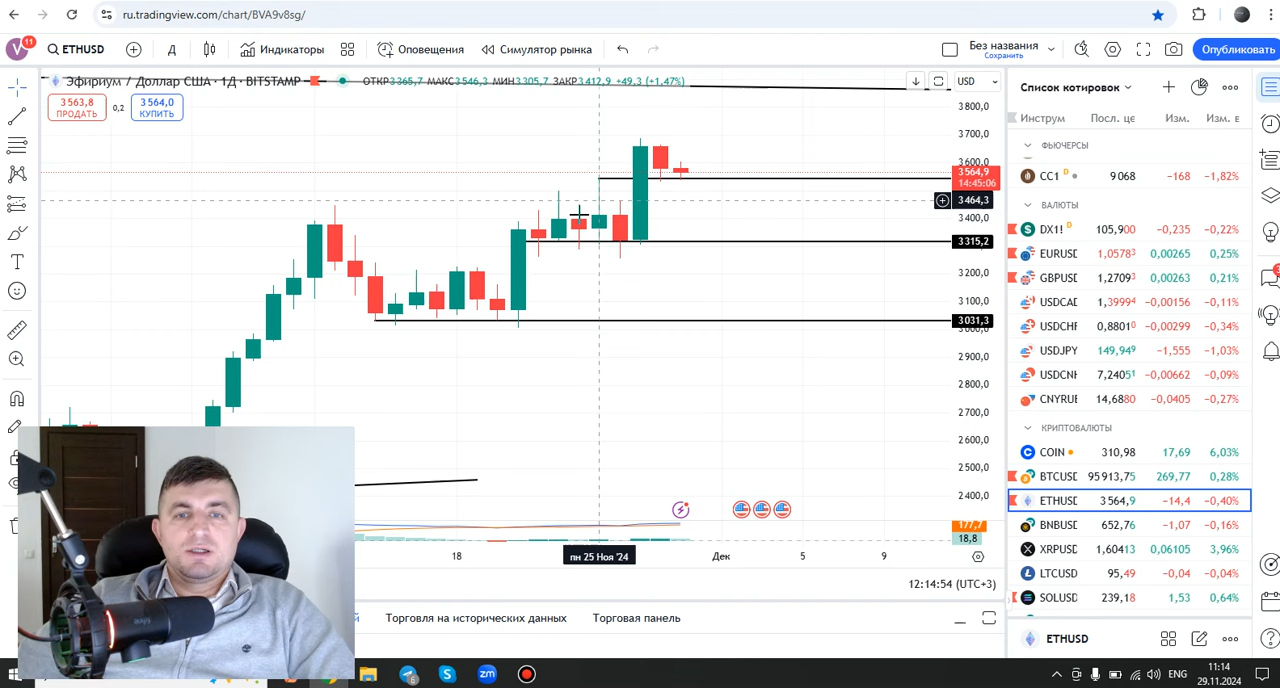 ru.tradingview.com/chart/BVA9v8sg/
V 11 ETHUSD Д Индикаторы Оповещения Симулятор рынка Без названия Сохранить Опубликовать
Эфириум / Доллар США · 1Д · BITSTAMP ОТКР3365,7 МАКС3546,3 МИН3305,7 ЗАКР3412,9 +49,3 (+1,47%) USD
3 563,8 ПРОДАТЬ 0,2 3 564,0 КУПИТЬ
3 800,0
3 700,0
3 600,0
3 564,9
14:45:06
3 464,3
3 400,0
3 315,2
3 200,0
3 100,0
3 031,3
3 000,0
2 900,0
2 800,0
2 700,0
2 600,0
2 500,0
2 400,0
177,7
18,8
18 пн 25 Ноя '24 Дек 5 9
12:14:54 (UTC+3)
Торговля на исторических данных Торговая панель
Список котировок
Инструм Посл. це Изм. Изм. в
ФЬЮЧЕРСЫ
CC1 D 9 068 −168 −1,82%
ВАЛЮТЫ
DX1! D 105,900 −0,235 −0,22%
EURUSD 1,05783 0,00265 0,25%
GBPUSD 1,27093 0,00263 0,21%
USDCAD 1,39994 −0,00156 −0,11%
USDCHF 0,88010 −0,00299 −0,34%
USDJPY 149,949 −1,555 −1,03%
USDCNH 7,24051 −0,00662 −0,09%
CNYRUB 14,6880 −0,0405 −0,27%
КРИПТОВАЛЮТЫ
COIN 310,98 17,69 6,03%
BTCUSD 95 913,75 269,77 0,28%
ETHUSD 3 564,9 −14,4 −0,40%
BNBUSD 652,76 −1,07 −0,16%
XRPUSD 1,60413 0,06105 3,96%
LTCUSD 95,49 −0,04 −0,04%
SOLUSD 239,18 1,53 0,64%
ETHUSD
zm
ENG
11:14
29.11.2024